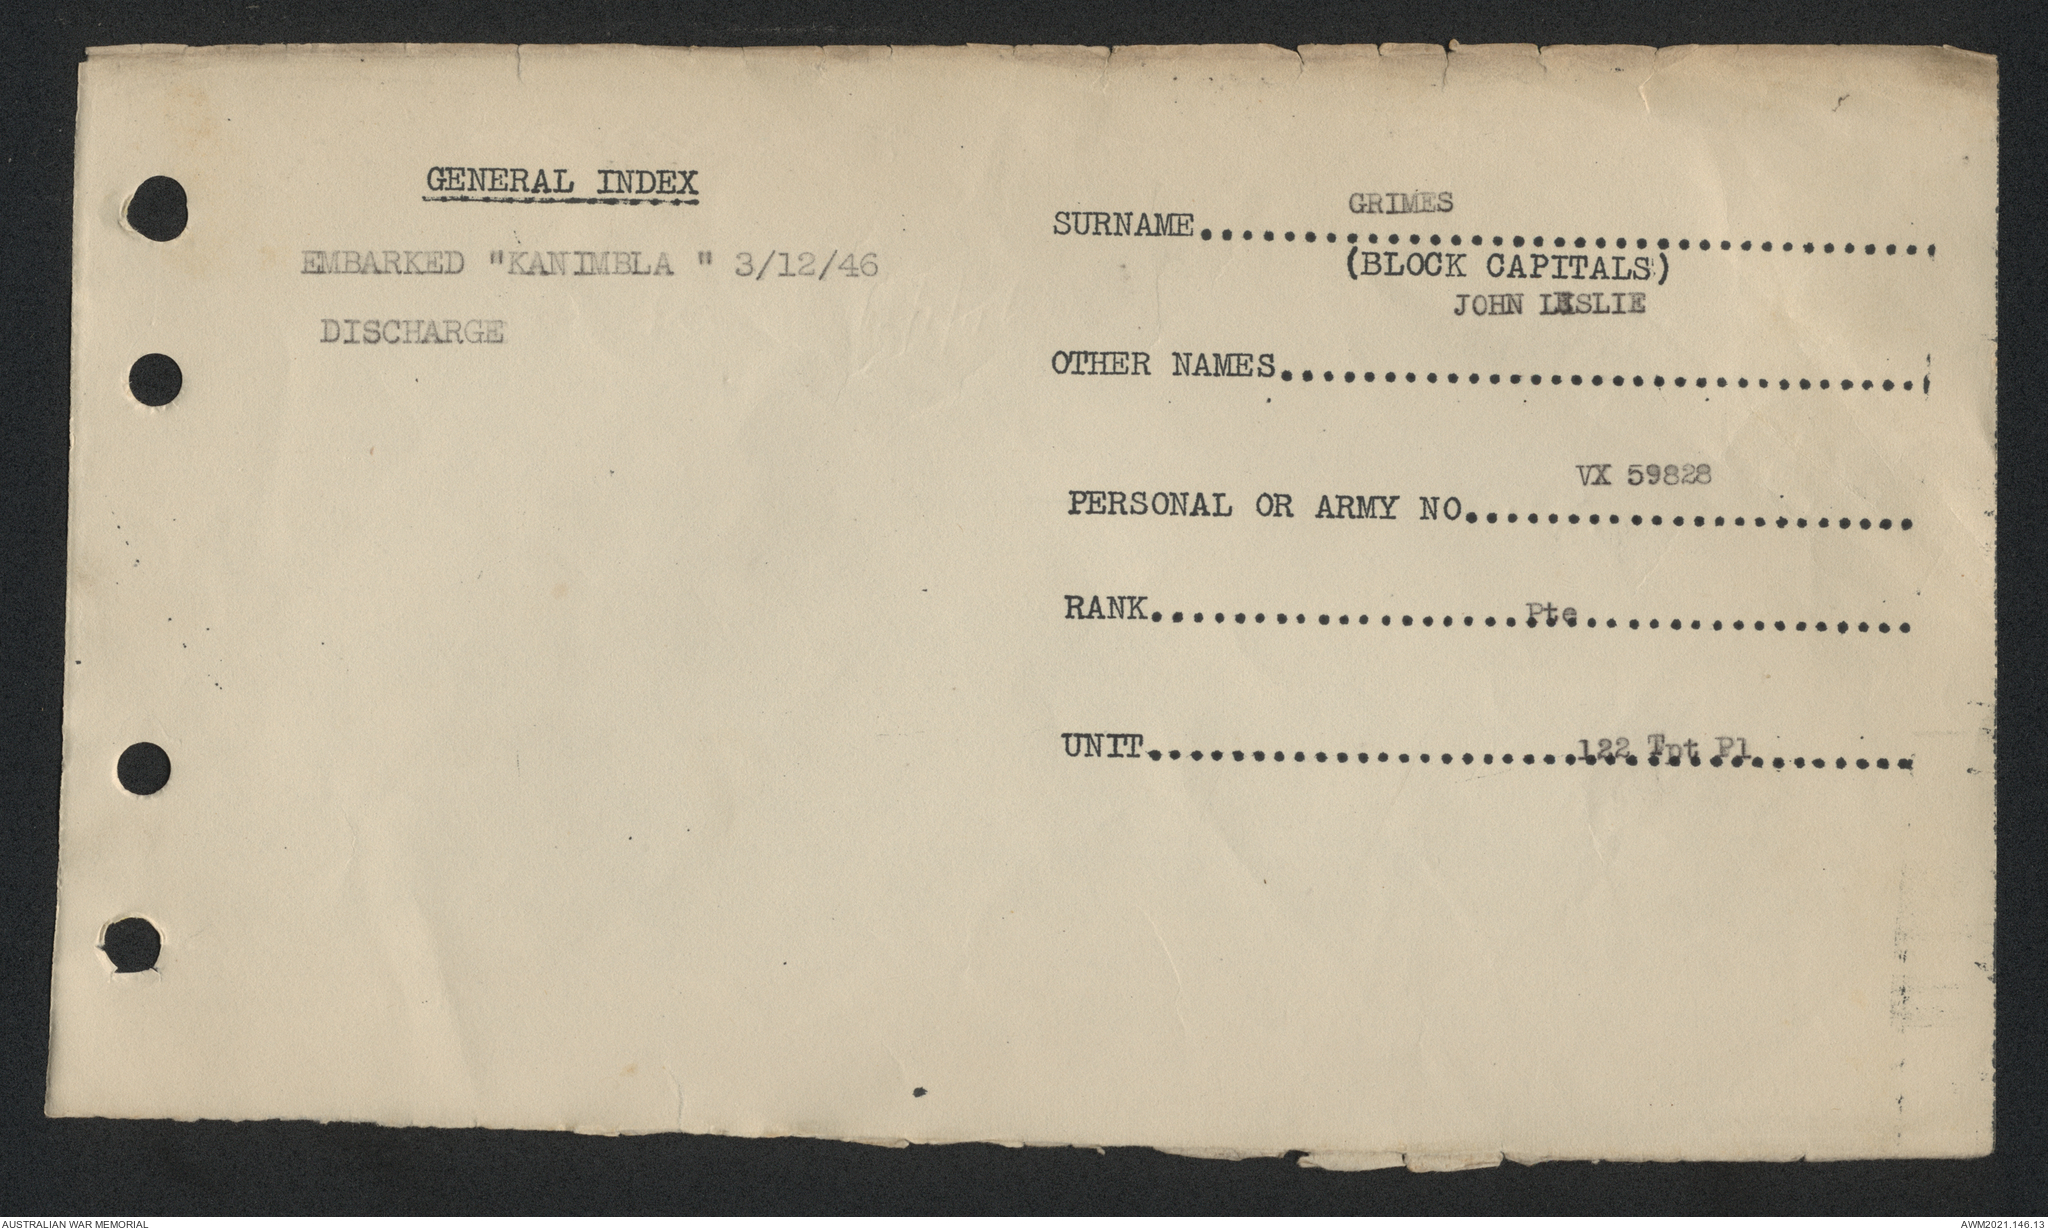 GENERAL INDEX
EMBARKED "KANIMBLA " 3/12/46
DISCHARGE
GRIMES
SURNAME....................................
(BLOCK CAPITALS)
JOHN LESLIE
OTHER NAMES...............................
VX 59828
PERSONAL OR ARMY NO......................
RANK..................Pte................
UNIT.....................122 Tpt Pl........
AUSTRALIAN WAR MEMORIAL
AWM2021.146.13